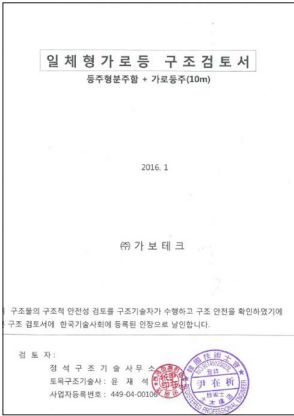 일체형가로등 구조검토서
등주형분주함 + 가로등주(10m)
2016. 1
㈜가보테크
구조물의 구조적 안전성 검토를 구조기술자가 수행하고 구조 안전을 확인하였기에
구조 검토서에 한국기술사회에 등록된 인장으로 날인합니다.
검 토 자 :
정 석 구 조 기 술 사 무 소
토목구조기술사 : 윤 재 석
사업자등록번호 : 449-04-00106
尹在析